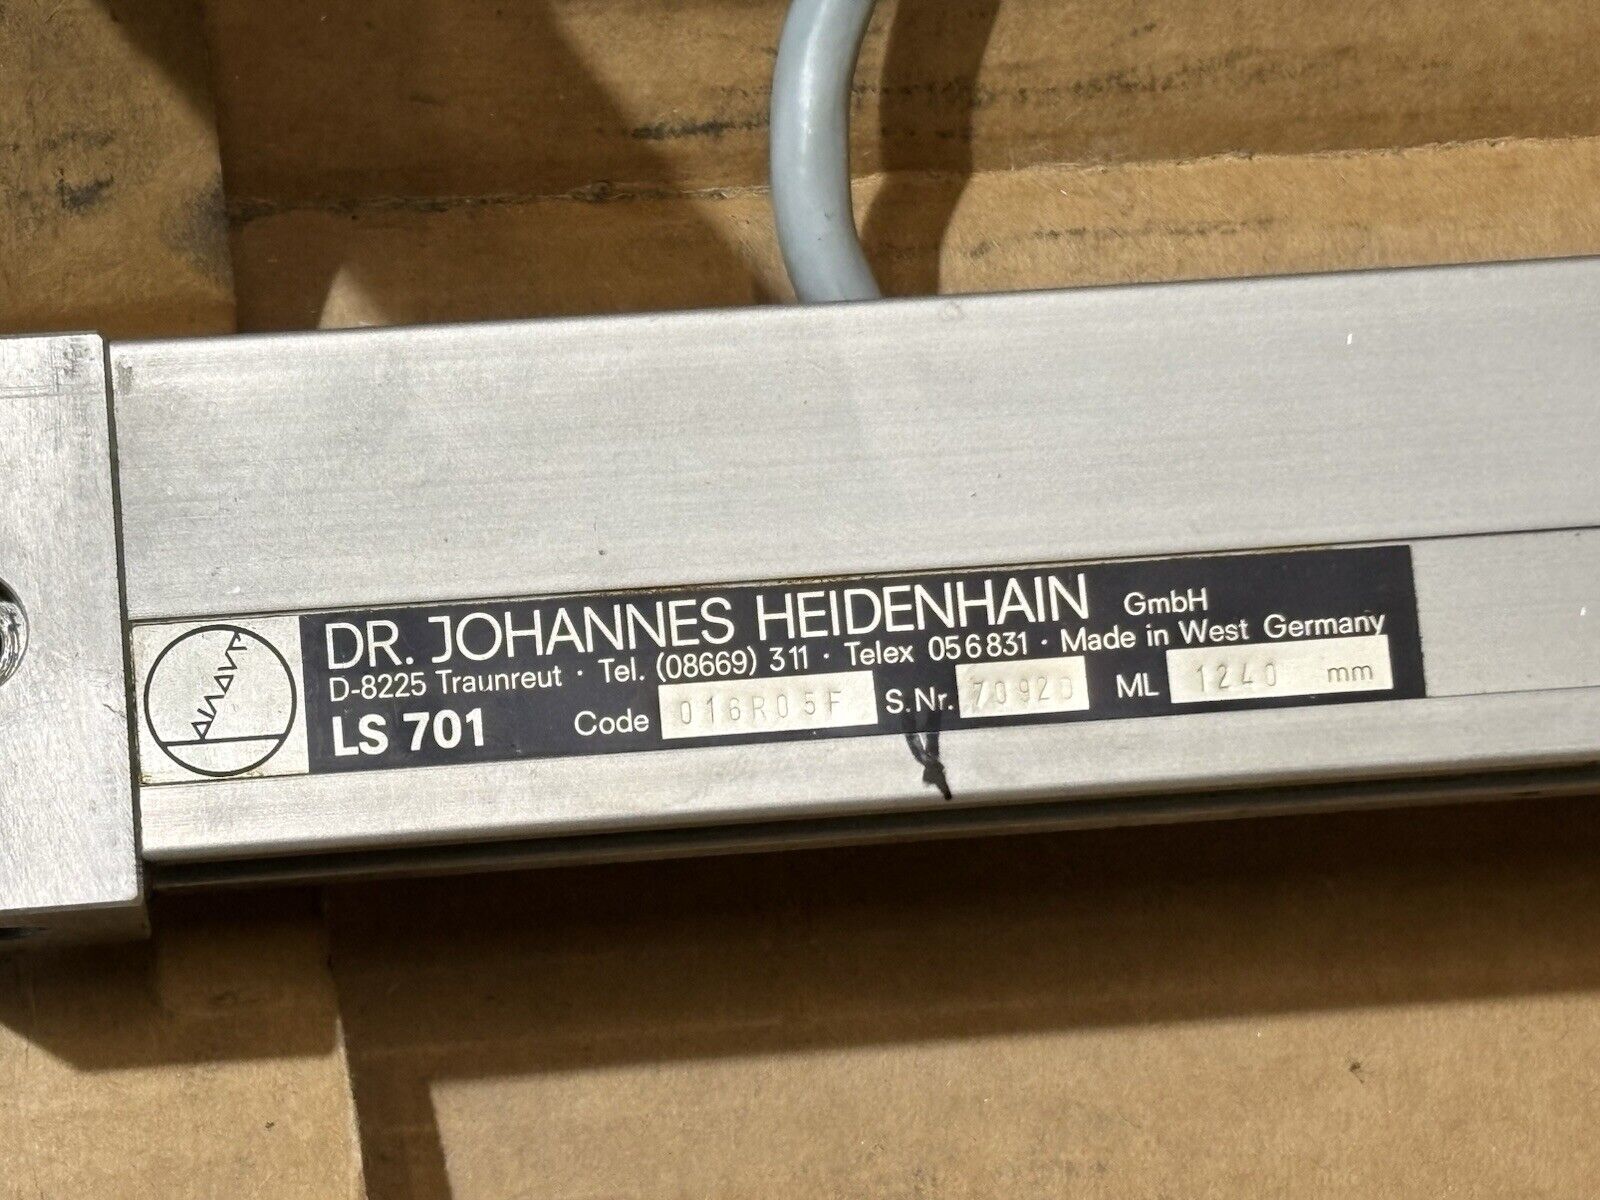 DR. JOHANNES HEIDENHAIN GmbH
D-8225 Traunreut · Tel. (08669) 311 · Telex 056831 · Made in West Germany
LS 701 Code 016R05F S.Nr. ML 1240 mm